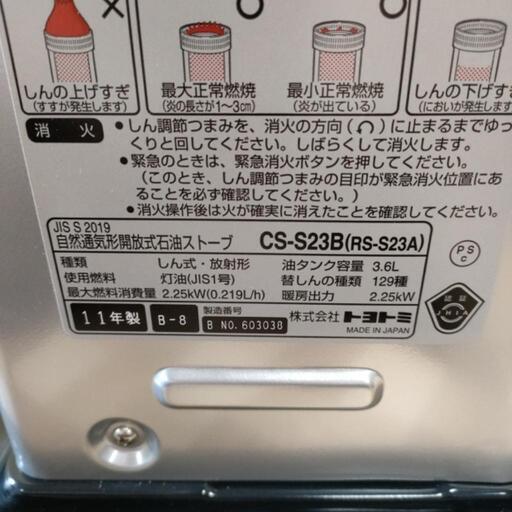 しんの上げすぎ
(すすが発生します)
最大正常燃焼
(炎の長さが1〜3cm)
最小正常燃焼
(炎が出ている)
しんの下げす
(においが発生しま
消火
●しん調節つまみを、消火の方向()に止まるまでゆっ
くりと回してください。しばらくして消火します。
●緊急のときは、緊急消火ボタンを押してください。
(このとき、しん調節つまみの目印が緊急消火位置にあ
ることを必ず確認してください。)
●消火操作後は火が確実に消えたことを確認してください。
JIS S 2019
自然通気形開放式石油ストーブ CS-S23B(RS-S23A)
種類 しん式・放射形 油タンク容量 3.6L
使用燃料 灯油(JIS1号) 替しんの種類 129種
最大燃料消費量 2.25kW(0.219L/h) 暖房出力 2.25kW
11年製 B-8 製造番号 B NO. 603038 株式会社 トヨトミ
MADE IN JAPAN
PS
C
認証
JHIA